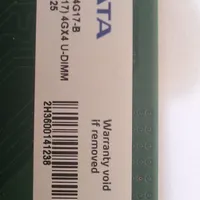 ATA
4G17-B
17) 4GX4 U-DIMM
25
Warranty void
if removed
2H3600141238